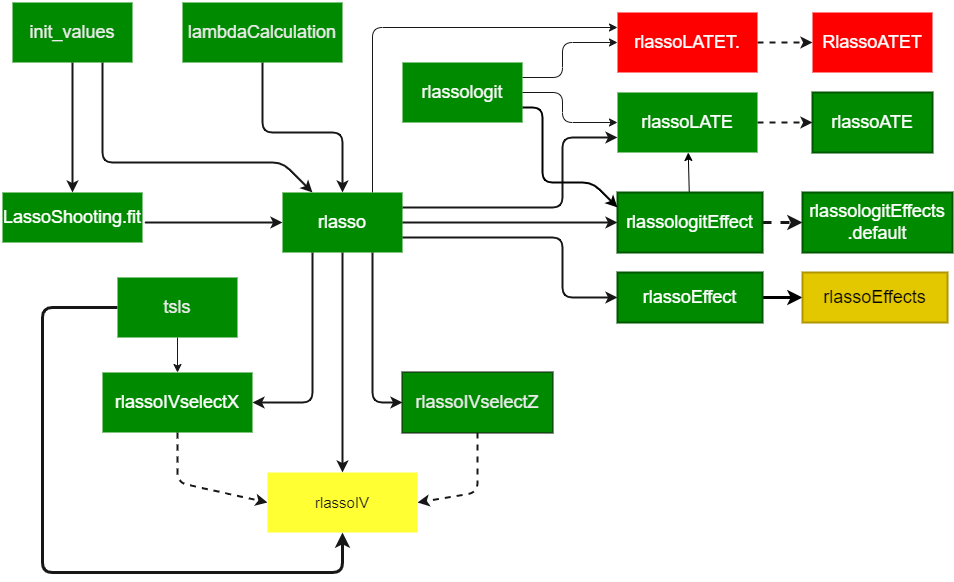 init_values
lambdaCalculation
rlassoLATET.
RlassoATET
rlassologit
rlassoLATE
rlassoATE
LassoShooting.fit
rlasso
rlassologitEffect
rlassologitEffects
.default
rlassoEffect
rlassoEffects
tsls
rlassoIVselectX
rlassoIVselectZ
rlassoIV